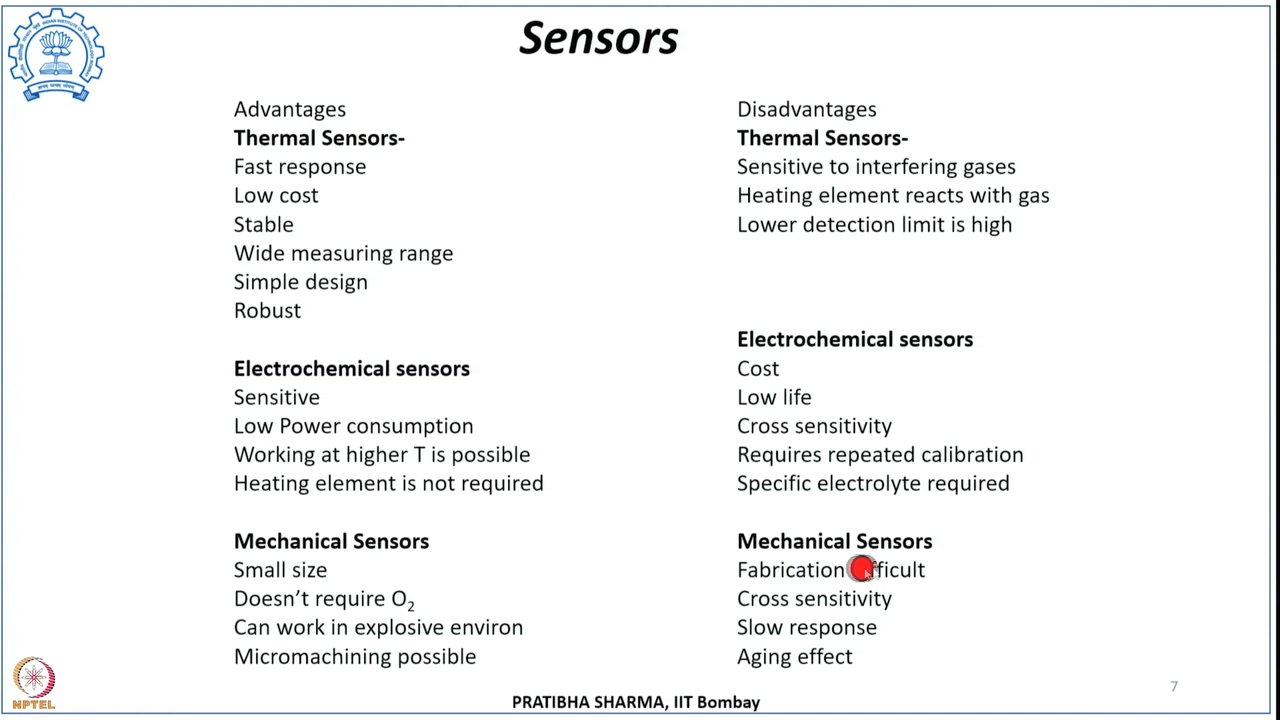 Sensors
Advantages
Thermal Sensors-
Fast response
Low cost
Stable
Wide measuring range
Simple design
Robust
Electrochemical sensors
Sensitive
Low Power consumption
Working at higher T is possible
Heating element is not required
Mechanical Sensors
Small size
Doesn’t require O₂
Can work in explosive environ
Micromachining possible
Disadvantages
Thermal Sensors-
Sensitive to interfering gases
Heating element reacts with gas
Lower detection limit is high
Electrochemical sensors
Cost
Low life
Cross sensitivity
Requires repeated calibration
Specific electrolyte required
Mechanical Sensors
Fabrication difficult
Cross sensitivity
Slow response
Aging effect
7
NPTEL
PRATIBHA SHARMA, IIT Bombay